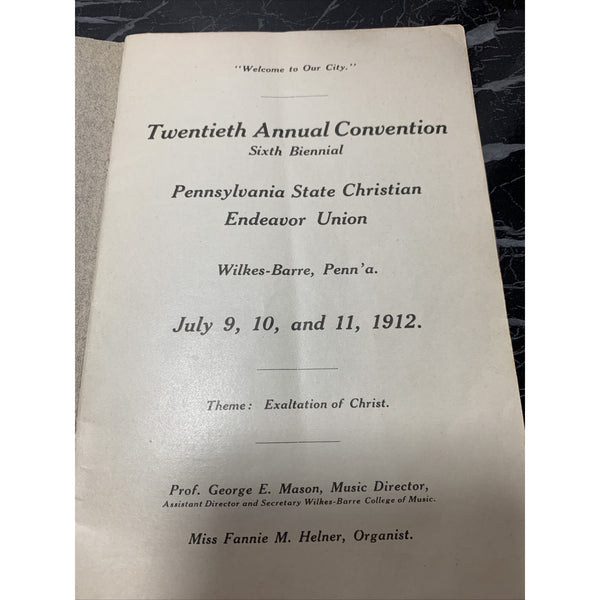 "Welcome to Our City."
Twentieth Annual Convention
Sixth Biennial
Pennsylvania State Christian
Endeavor Union
Wilkes-Barre, Penn'a.
July 9, 10, and 11, 1912.
Theme: Exaltation of Christ.
Prof. George E. Mason, Music Director,
Assistant Director and Secretary Wilkes-Barre College of Music.
Miss Fannie M. Helner, Organist.